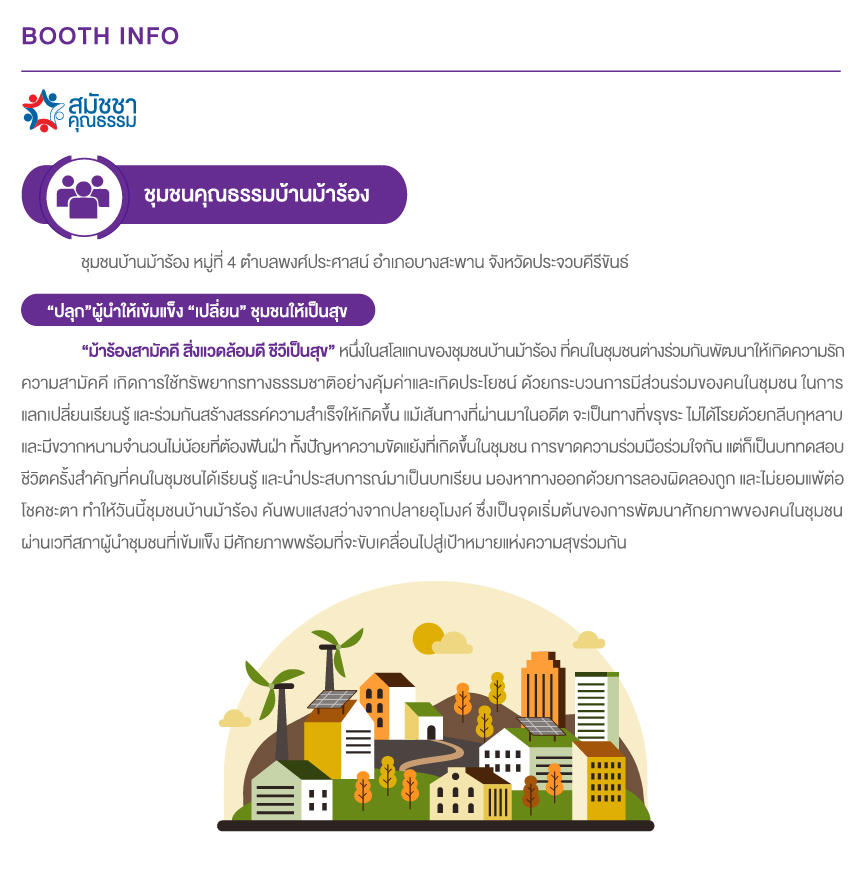 BOOTH INFO
สมัชชา
คุณธรรม
ชุมชนคุณธรรมบ้านม้าร้อง
ชุมชนบ้านม้าร้อง หมู่ที่ 4 ตำบลพงศ์ประศาสน์ อำเภอบางสะพาน จังหวัดประจวบคีรีขันธ์
“ปลุก”ผู้นำให้เข้มแข็ง “เปลี่ยน” ชุมชนให้เป็นสุข
“ม้าร้องสามัคคี สิ่งแวดล้อมดี ชีวีเป็นสุข” หนึ่งในสโลแกนของชุมชนบ้านม้าร้อง ที่คนในชุมชนต่างร่วมกันพัฒนาให้เกิดความรัก
ความสามัคคี เกิดการใช้ทรัพยากรทางธรรมชาติอย่างคุ้มค่าและเกิดประโยชน์ ด้วยกระบวนการมีส่วนร่วมของคนในชุมชน ในการ
แลกเปลี่ยนเรียนรู้ และร่วมกันสร้างสรรค์ความสำเร็จให้เกิดขึ้น แม้เส้นทางที่ผ่านมาในอดีต จะเป็นทางที่ขรุขระ ไม่ได้โรยด้วยกลีบกุหลาบ
และมีขวากหนามจำนวนไม่น้อยที่ต้องฟันฝ่า ทั้งปัญหาความขัดแย้งที่เกิดขึ้นในชุมชน การขาดความร่วมมือร่วมใจกัน แต่ก็เป็นบททดสอบ
ชีวิตครั้งสำคัญที่คนในชุมชนได้เรียนรู้ และนำประสบการณ์มาเป็นบทเรียน มองหาทางออกด้วยการลองผิดลองถูก และไม่ยอมแพ้ต่อ
โชคชะตา ทำให้วันนี้ชุมชนบ้านม้าร้อง ค้นพบแสงสว่างจากปลายอุโมงค์ ซึ่งเป็นจุดเริ่มต้นของการพัฒนาศักยภาพของคนในชุมชน
ผ่านเวทีสภาผู้นำชุมชนที่เข้มแข็ง มีศักยภาพพร้อมที่จะขับเคลื่อนไปสู่เป้าหมายแห่งความสุขร่วมกัน